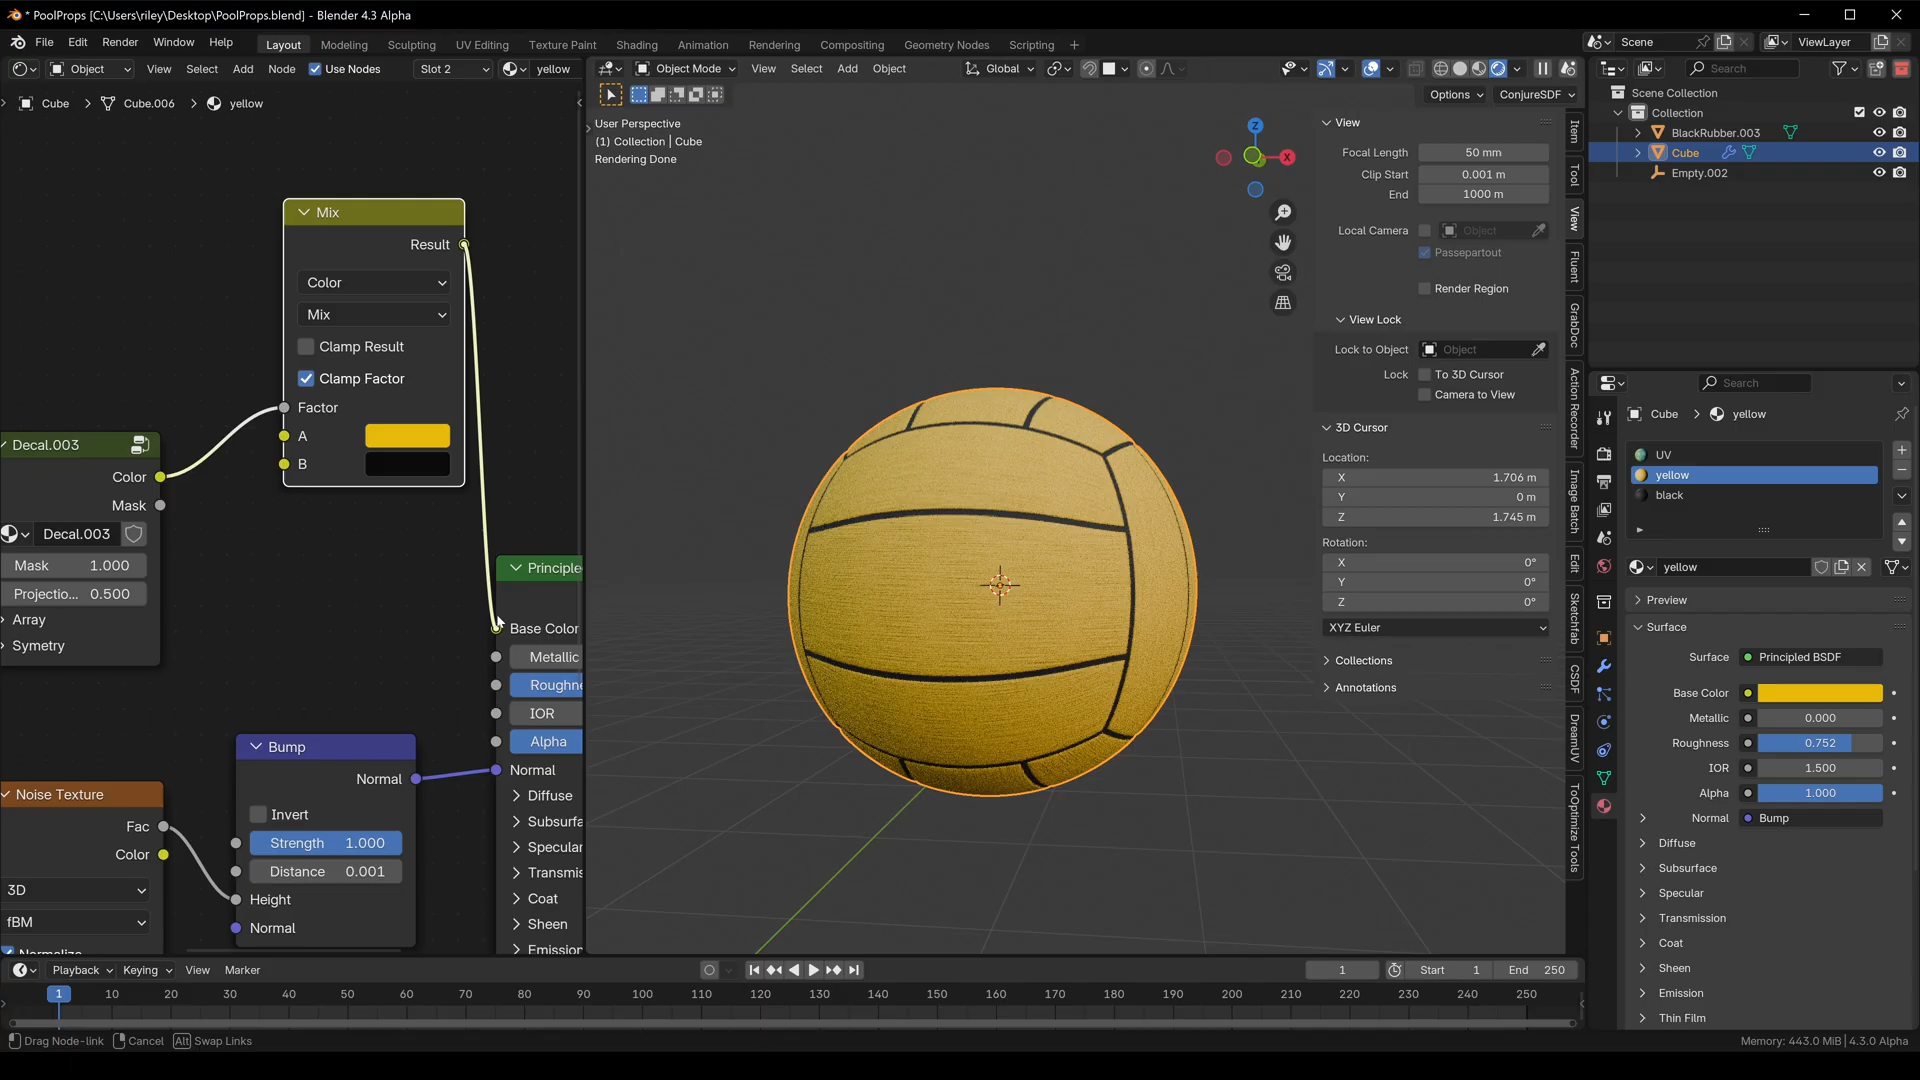 * PoolProps [C:\Users\riley\Desktop\PoolProps.blend] - Blender 4.3 Alpha
File Edit Render Window Help
Layout Modeling Sculpting UV Editing Texture Paint Shading Animation Rendering Compositing Geometry Nodes Scripting +
Scene ViewLayer
Object View Select Add Node Use Nodes Slot 2 yellow
Cube > Cube.006 > yellow
Mix
Result
Color
Mix
Clamp Result
Clamp Factor
Factor
A
B
Decal.003
Color
Mask
Decal.003
Mask 1.000
Projectio... 0.500
Array
Symetry
Principle
Base Color
Metallic
Roughne
IOR
Alpha
Normal
Diffuse
Subsurfa
Specular
Transmis
Coat
Sheen
Emission
Bump
Normal
Invert
Strength 1.000
Distance 0.001
Height
Normal
Noise Texture
Fac
Color
3D
fBM
Normalize
Object Mode View Select Add Object Global
Options ConjureSDF
User Perspective
(1) Collection | Cube
Rendering Done
Z
X
View
Focal Length 50 mm
Clip Start 0.001 m
End 1000 m
Local Camera Object
Passepartout
Render Region
View Lock
Lock to Object Object
Lock To 3D Cursor
Camera to View
3D Cursor
Location:
X 1.706 m
Y 0 m
Z 1.745 m
Rotation:
X 0°
Y 0°
Z 0°
XYZ Euler
Collections
Annotations
Item
Tool
View
Fluent
GrabDoc
Action Recorder
Image Batch
Edit
Sketchfab
CSDF
DreamUV
ToOptimize Tools
Search
Scene Collection
Collection
BlackRubber.003
Cube
Empty.002
Search
Cube > yellow
UV
yellow
black
yellow
Preview
Surface
Surface Principled BSDF
Base Color
Metallic 0.000
Roughness 0.752
IOR 1.500
Alpha 1.000
Normal Bump
Diffuse
Subsurface
Specular
Transmission
Coat
Sheen
Emission
Thin Film
Playback Keying View Marker
1 Start 1 End 250
1 10 20 30 40 50 60 70 80 90 100 110 120 130 140 150 160 170 180 190 200 210 220 230 240 250
Drag Node-link Cancel Alt Swap Links
Memory: 443.0 MiB | 4.3.0 Alpha